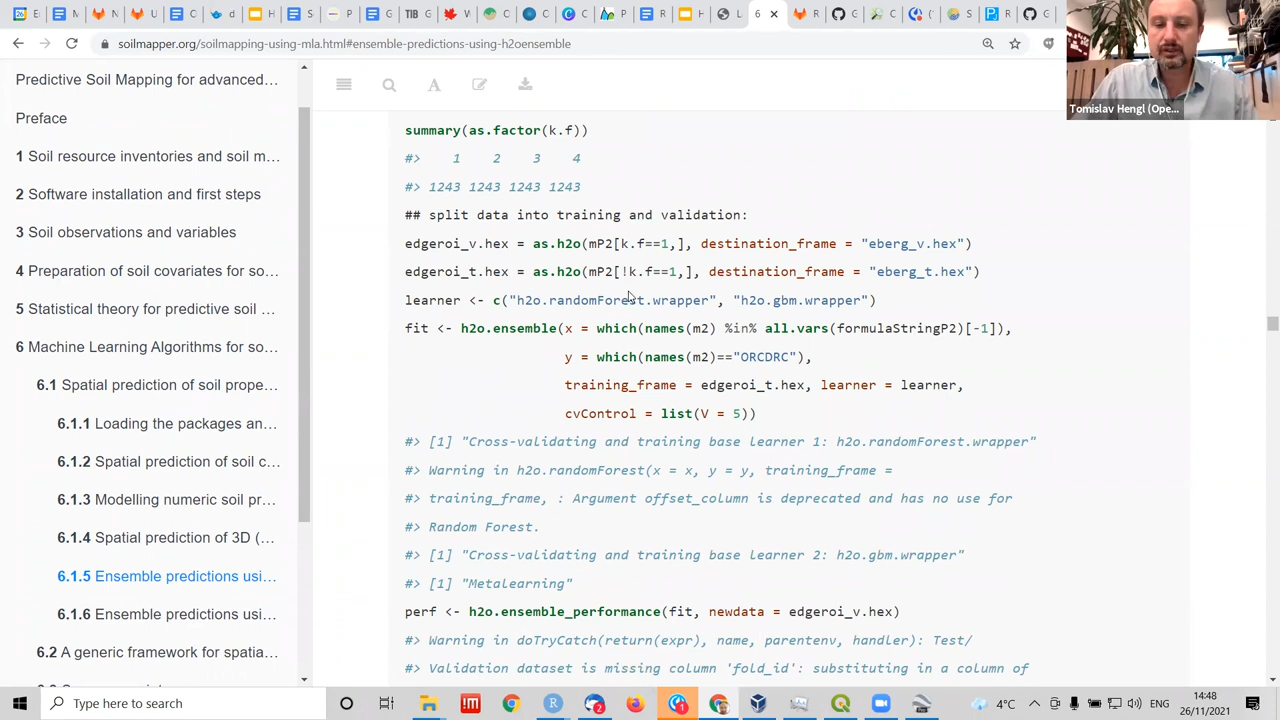 26
TIB
6
soilmapper.org/soilmapping-using-mla.html#ensemble-predictions-using-h2oensemble
Tomislav Hengl (Ope...
Predictive Soil Mapping for advanced...
Preface
1 Soil resource inventories and soil m...
2 Software installation and first steps
3 Soil observations and variables
4 Preparation of soil covariates for so...
5 Statistical theory for predictive soil ...
6 Machine Learning Algorithms for so...
6.1 Spatial prediction of soil prope...
6.1.1 Loading the packages an...
6.1.2 Spatial prediction of soil c...
6.1.3 Modelling numeric soil pr...
6.1.4 Spatial prediction of 3D (...
6.1.5 Ensemble predictions usi...
6.1.6 Ensemble predictions usi...
6.2 A generic framework for spatia...
summary(as.factor(k.f))
#> 1 2 3 4
#> 1243 1243 1243 1243
## split data into training and validation:
edgeroi_v.hex = as.h2o(mP2[k.f==1,], destination_frame = "eberg_v.hex")
edgeroi_t.hex = as.h2o(mP2[!k.f==1,], destination_frame = "eberg_t.hex")
learner <- c("h2o.randomForest.wrapper", "h2o.gbm.wrapper")
fit <- h2o.ensemble(x = which(names(m2) %in% all.vars(formulaStringP2)[-1]),
y = which(names(m2)=="ORCDRC"),
training_frame = edgeroi_t.hex, learner = learner,
cvControl = list(V = 5))
#> [1] "Cross-validating and training base learner 1: h2o.randomForest.wrapper"
#> Warning in h2o.randomForest(x = x, y = y, training_frame =
#> training_frame, : Argument offset_column is deprecated and has no use for
#> Random Forest.
#> [1] "Cross-validating and training base learner 2: h2o.gbm.wrapper"
#> [1] "Metalearning"
perf <- h2o.ensemble_performance(fit, newdata = edgeroi_v.hex)
#> Warning in doTryCatch(return(expr), name, parentenv, handler): Test/
#> Validation dataset is missing column 'fold_id': substituting in a column of
Type here to search
4°C
ENG
14:48
26/11/2021